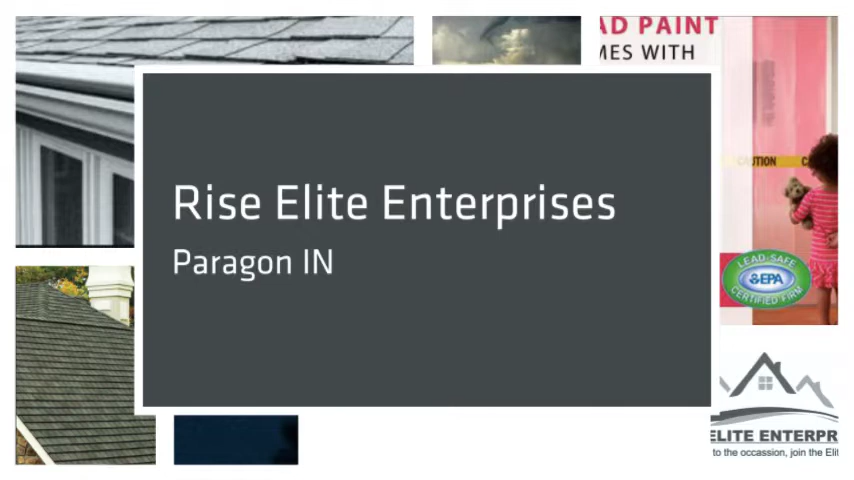 AD PAINT
MES WITH
CAUTION C
Rise Elite Enterprises
Paragon IN
LEAD-SAFE
EPA
CERTIFIED FIRM
ELITE ENTERPR
to the occassion, join the Elit